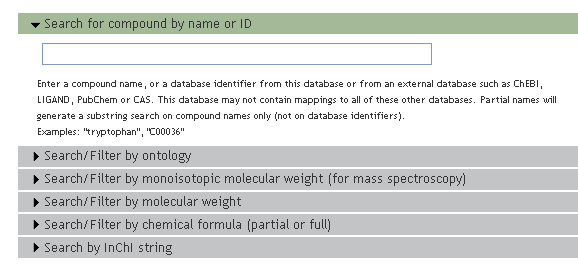 Search for compound by name or ID
Enter a compound name, or a database identifier from this database or from an external database such as ChEBI,
LIGAND, PubChem or CAS. This database may not contain mappings to all of these other databases. Partial names will
generate a substring search on compound names only (not on database identifiers).
Examples: "tryptophan", "C00036"
Search/Filter by ontology
Search/Filter by monoisotopic molecular weight (for mass spectroscopy)
Search/Filter by molecular weight
Search/Filter by chemical formula (partial or full)
Search by InChI string